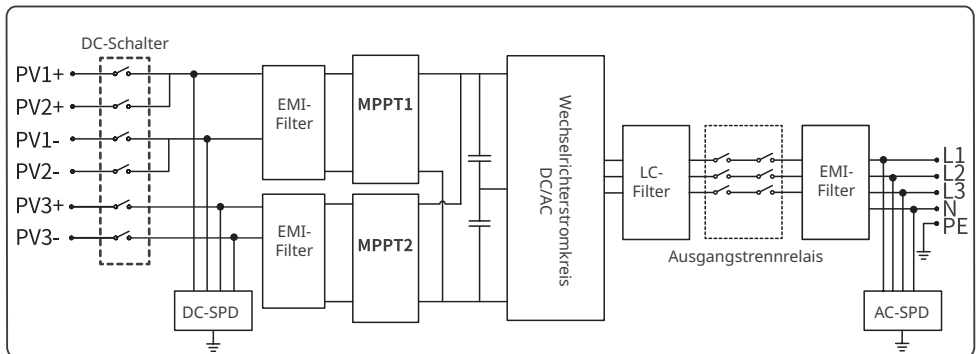 DC-Schalter
PV1+
PV2+
PV1-
PV2-
PV3+
PV3-
EMI-
Filter
MPPT1
EMI-
Filter
MPPT2
DC-SPD
Wechselrichterstromkreis
DC/AC
LC-
Filter
Ausgangstrennrelais
EMI-
Filter
L1
L2
L3
N
PE
AC-SPD